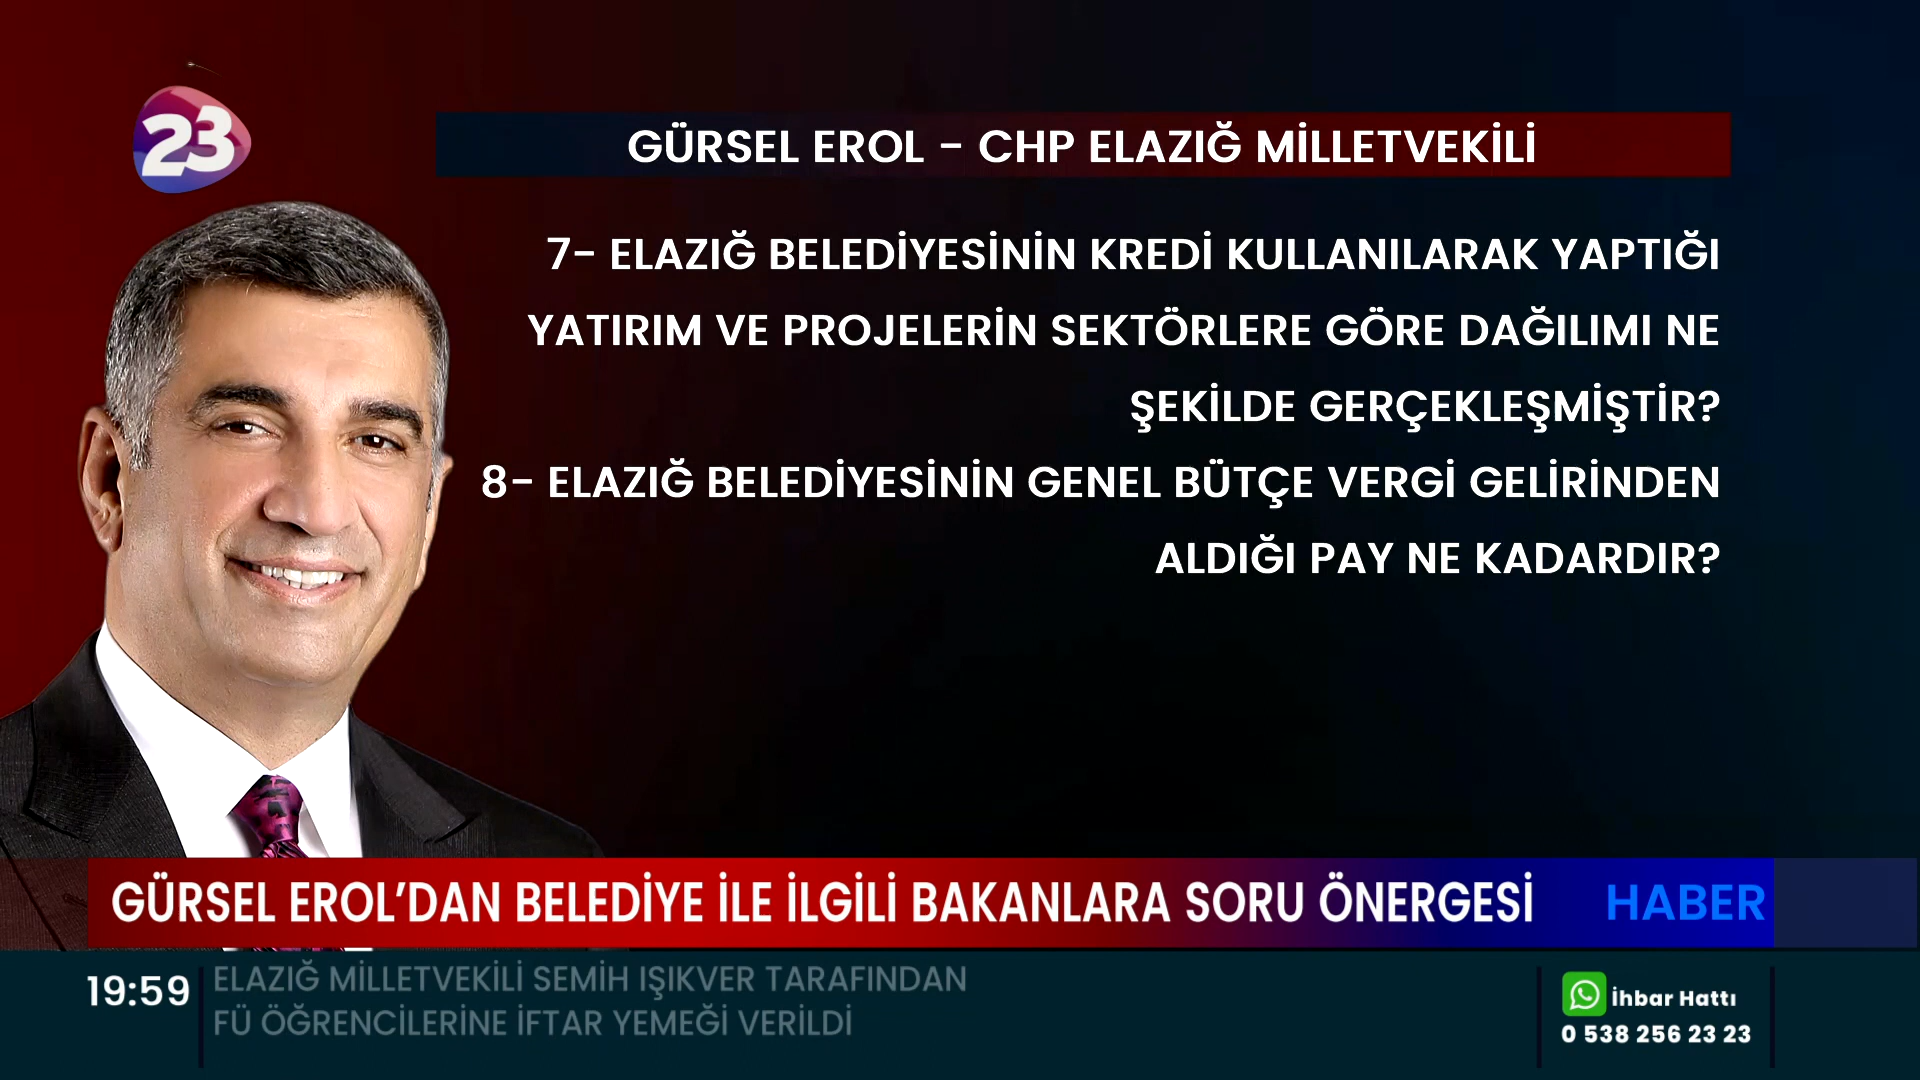 23
GÜRSEL EROL - CHP ELAZIĞ MİLLETVEKİLİ
7- ELAZIĞ BELEDİYESİNİN KREDİ KULLANILARAK YAPTIĞI
YATIRIM VE PROJELERİN SEKTÖRLERE GÖRE DAĞILIMI NE
ŞEKİLDE GERÇEKLEŞMİŞTİR?
8- ELAZIĞ BELEDİYESİNİN GENEL BÜTÇE VERGİ GELİRİNDEN
ALDIĞI PAY NE KADARDIR?
GÜRSEL EROL’DAN BELEDİYE İLE İLGİLİ BAKANLARA SORU ÖNERGESİ
HABER
19:59
ELAZIĞ MİLLETVEKİLİ SEMİH IŞIKVER TARAFINDAN
FÜ ÖĞRENCİLERİNE İFTAR YEMEĞİ VERİLDİ
İhbar Hattı
0 538 256 23 23